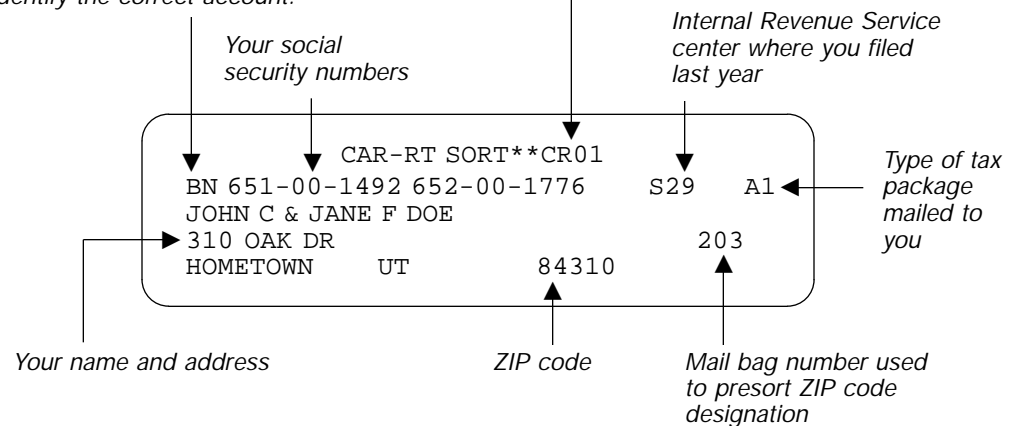 identify the correct account.
Your social
security numbers
Internal Revenue Service
center where you filed
last year
CAR-RT SORT**CR01
BN 651-00-1492 652-00-1776 S29 A1
JOHN C & JANE F DOE
310 OAK DR 203
HOMETOWN UT 84310
Type of tax
package
mailed to
you
Your name and address
ZIP code
Mail bag number used
to presort ZIP code
designation